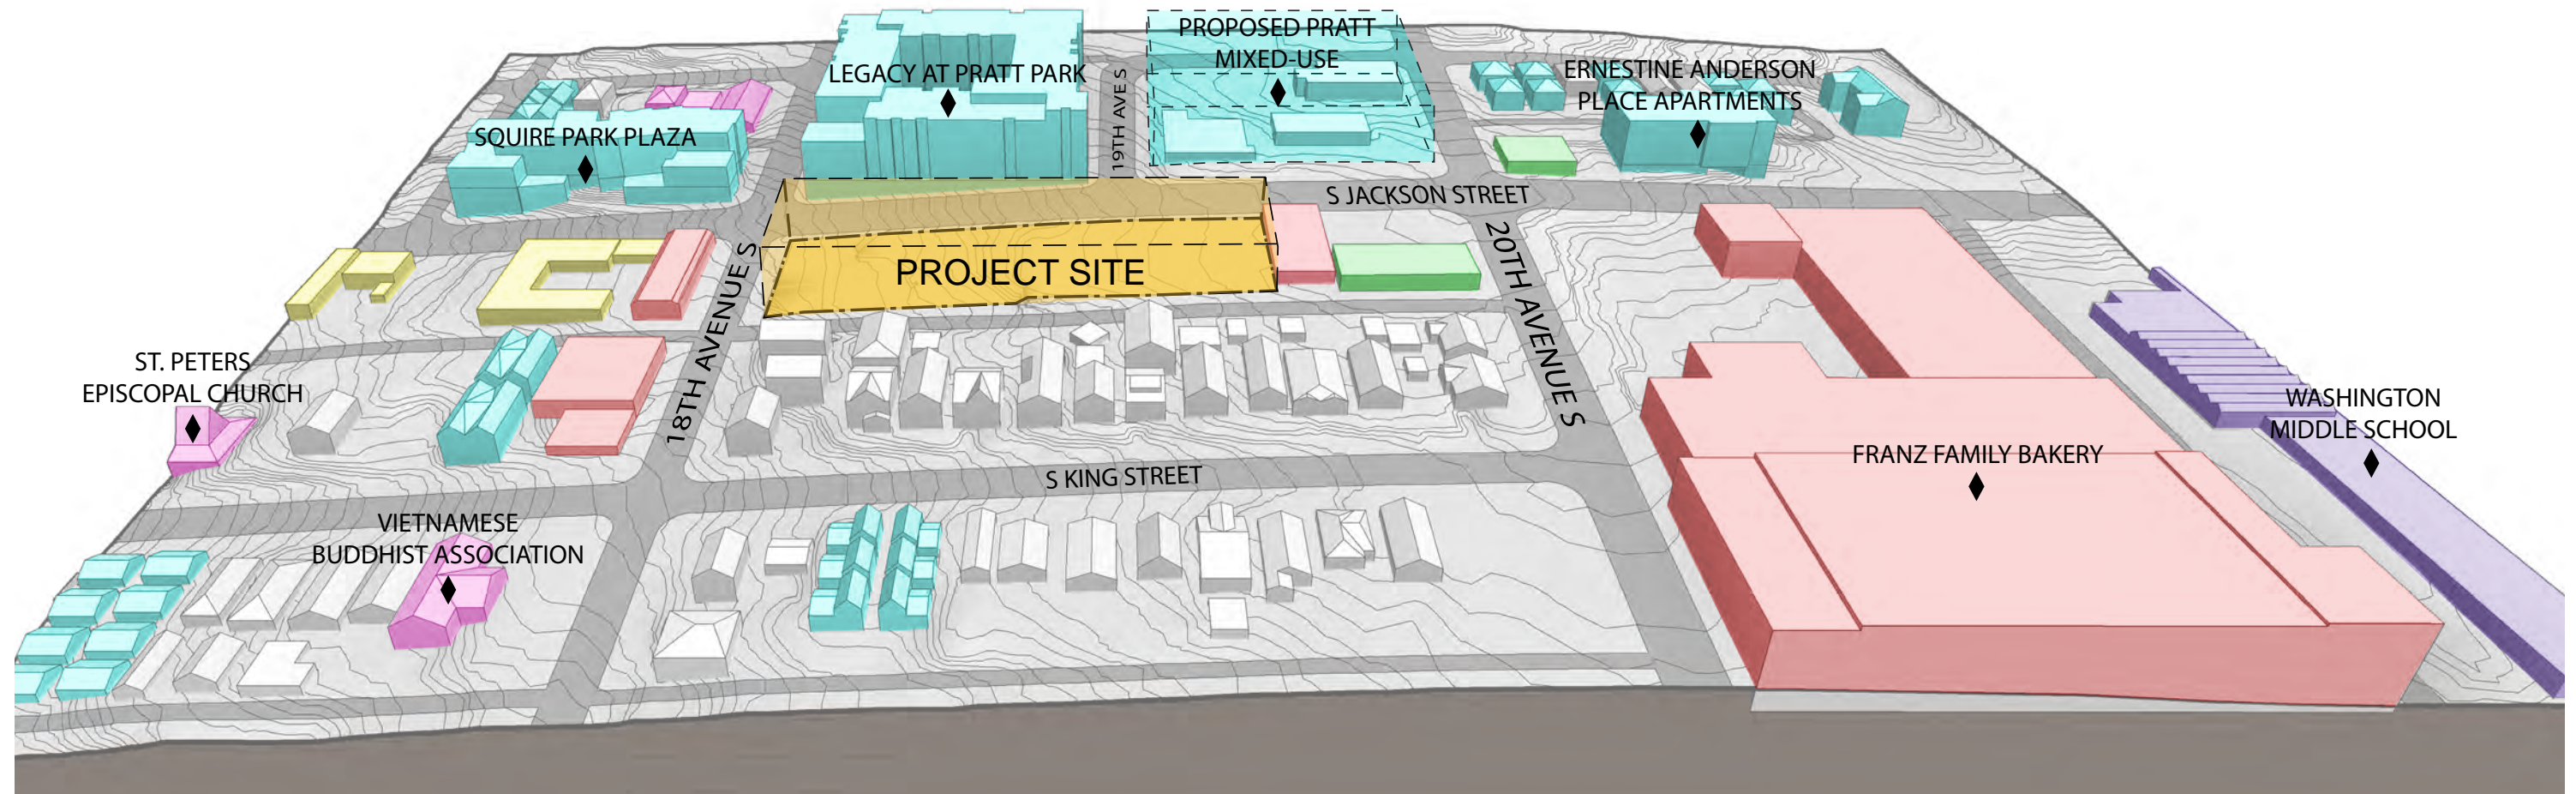 PROPOSED PRATT
MIXED-USE
LEGACY AT PRATT PARK
19TH AVE S
ERNESTINE ANDERSON
PLACE APARTMENTS
SQUIRE PARK PLAZA
S JACKSON STREET
18TH AVENUE S
PROJECT SITE
20TH AVENUE S
ST. PETERS
EPISCOPAL CHURCH
WASHINGTON
MIDDLE SCHOOL
FRANZ FAMILY BAKERY
S KING STREET
VIETNAMESE
BUDDHIST ASSOCIATION